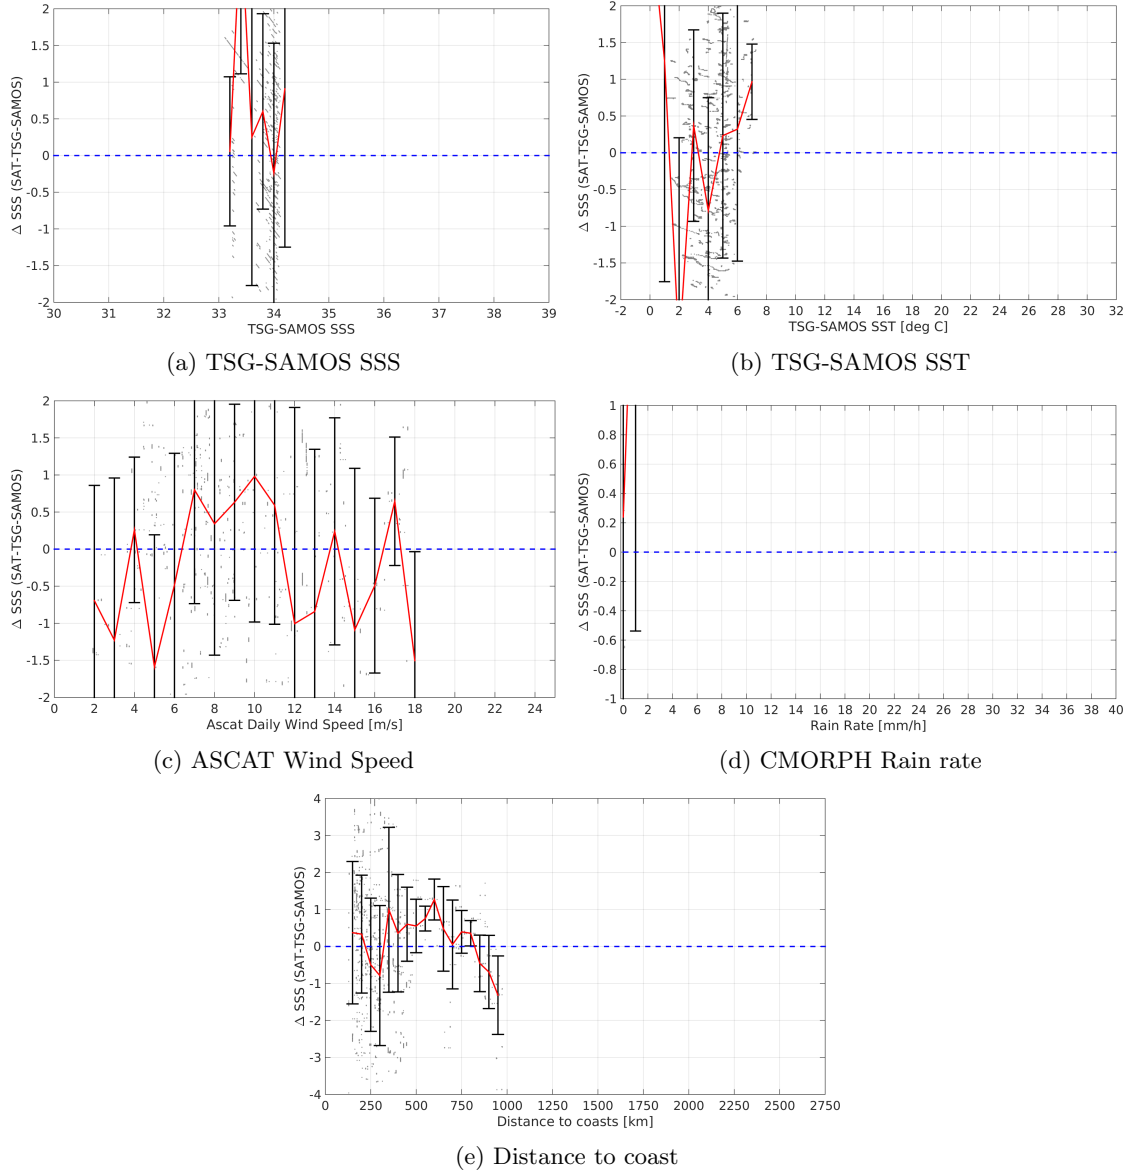 2
1.5
1
0.5
0
-0.5
-1
-1.5
-2
Δ SSS (SAT-TSG-SAMOS)
30 31 32 33 34 35 36 37 38 39
TSG-SAMOS SSS
(a) TSG-SAMOS SSS
2
1.5
1
0.5
0
-0.5
-1
-1.5
-2
Δ SSS (SAT-TSG-SAMOS)
-2 0 2 4 6 8 10 12 14 16 18 20 22 24 26 28 30 32
TSG-SAMOS SST [deg C]
(b) TSG-SAMOS SST
2
1.5
1
0.5
0
-0.5
-1
-1.5
-2
Δ SSS (SAT-TSG-SAMOS)
0 2 4 6 8 10 12 14 16 18 20 22 24
Ascat Daily Wind Speed [m/s]
(c) ASCAT Wind Speed
1
0.8
0.6
0.4
0.2
0
-0.2
-0.4
-0.6
-0.8
-1
Δ SSS (SAT-TSG-SAMOS)
0 2 4 6 8 10 12 14 16 18 20 22 24 26 28 30 32 34 36 38 40
Rain Rate [mm/h]
(d) CMORPH Rain rate
4
3
2
1
0
-1
-2
-3
-4
Δ SSS (SAT-TSG-SAMOS)
0 250 500 750 1000 1250 1500 1750 2000 2250 2500 2750
Distance to coasts [km]
(e) Distance to coast